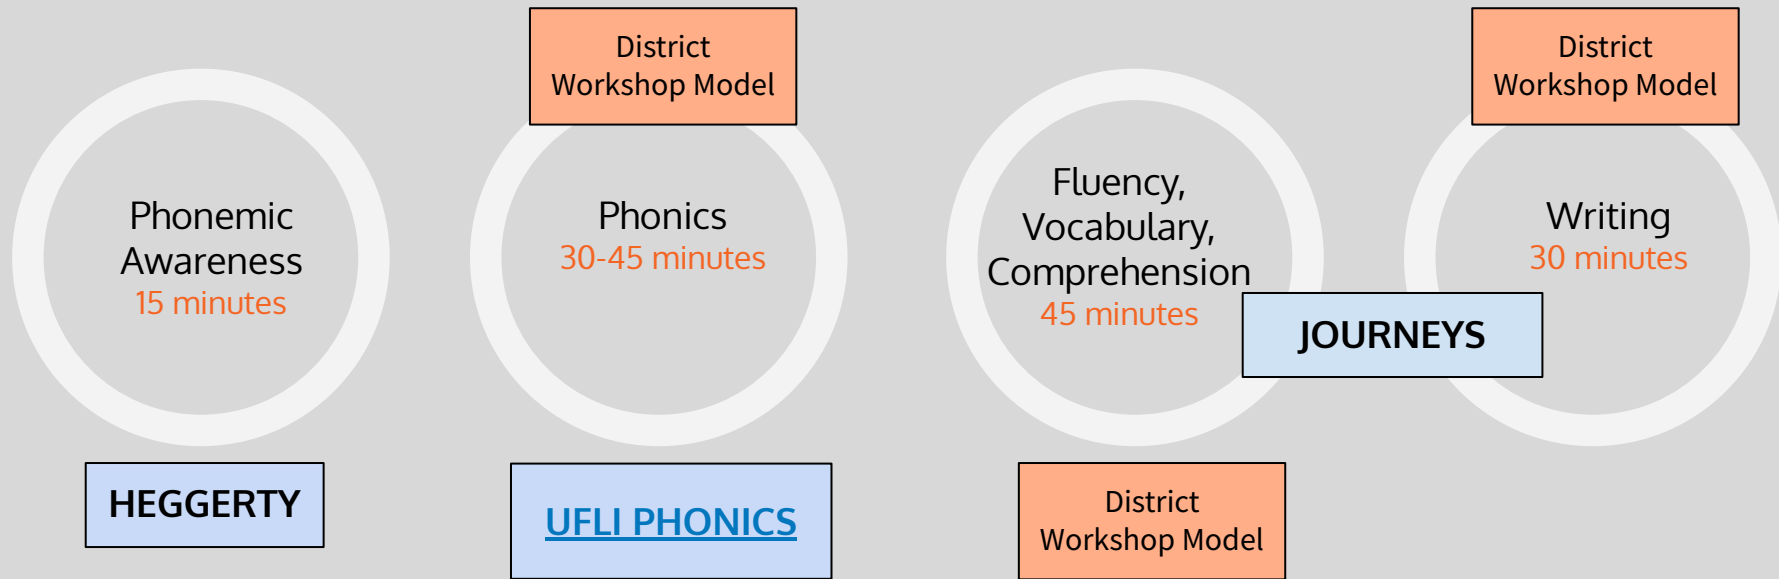 District
Workshop Model
District
Workshop Model
Phonemic
Awareness
15 minutes
Phonics
30-45 minutes
Fluency,
Vocabulary,
Comprehension
45 minutes
Writing
30 minutes
JOURNEYS
HEGGERTY
UFLI PHONICS
District
Workshop Model